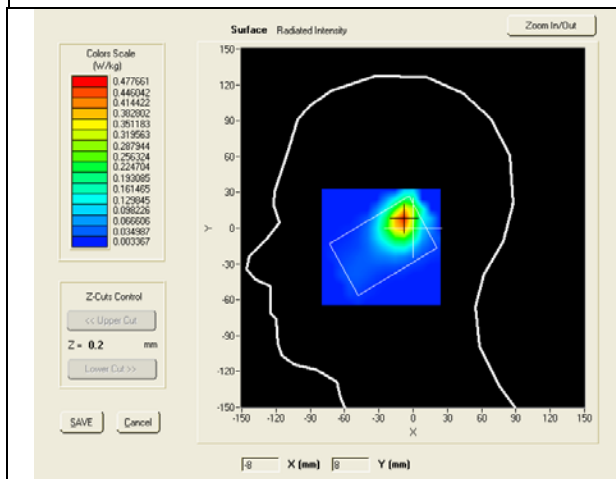 Surface Radiated Intensity
Zoom In/Out
Colors Scale
(W/kg)
0.477661
0.446042
0.414422
0.382802
0.351183
0.319563
0.287944
0.256324
0.224704
0.193085
0.161465
0.129845
0.098226
0.066606
0.034987
0.003367
Z-Cuts Control
<< Upper Cut
Z = 0.2 mm
Lower Cut >>
SAVE Cancel
150-
120-
90-
60-
30-
0-
-30-
-60-
-90-
-120-
-150-
Y
-150 -120 -90 -60 -30 0 30 60 90 120 150
X
-8 X (mm) 8 Y (mm)